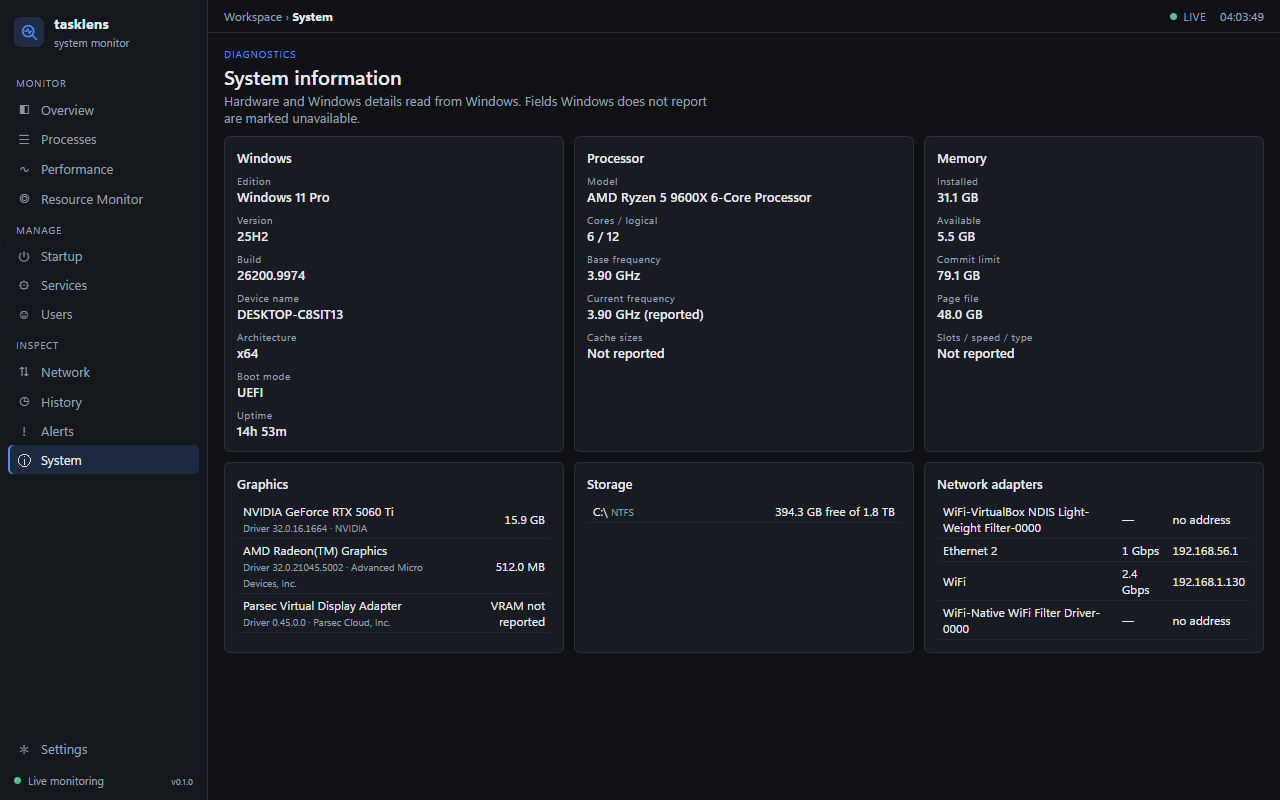 tasklens
system monitor
MONITOR
Overview
Processes
Performance
Resource Monitor
MANAGE
Startup
Services
Users
INSPECT
Network
History
Alerts
System
Settings
Live monitoring
v0.1.0
Workspace › System
LIVE
04:03:49
DIAGNOSTICS
System information
Hardware and Windows details read from Windows. Fields Windows does not report
are marked unavailable.
Windows
Edition
Windows 11 Pro
Version
25H2
Build
26200.9974
Device name
DESKTOP-C8SIT13
Architecture
x64
Boot mode
UEFI
Uptime
14h 53m
Processor
Model
AMD Ryzen 5 9600X 6-Core Processor
Cores / logical
6 / 12
Base frequency
3.90 GHz
Current frequency
3.90 GHz (reported)
Cache sizes
Not reported
Memory
Installed
31.1 GB
Available
5.5 GB
Commit limit
79.1 GB
Page file
48.0 GB
Slots / speed / type
Not reported
Graphics
NVIDIA GeForce RTX 5060 Ti
Driver 32.0.16.1664 · NVIDIA
15.9 GB
AMD Radeon(TM) Graphics
Driver 32.0.21045.5002 · Advanced Micro
Devices, Inc.
512.0 MB
Parsec Virtual Display Adapter
Driver 0.45.0.0 · Parsec Cloud, Inc.
VRAM not
reported
Storage
C:\ NTFS
394.3 GB free of 1.8 TB
Network adapters
WiFi-VirtualBox NDIS Light-
Weight Filter-0000
—
no address
Ethernet 2
1 Gbps
192.168.56.1
WiFi
2.4
Gbps
192.168.1.130
WiFi-Native WiFi Filter Driver-
0000
—
no address